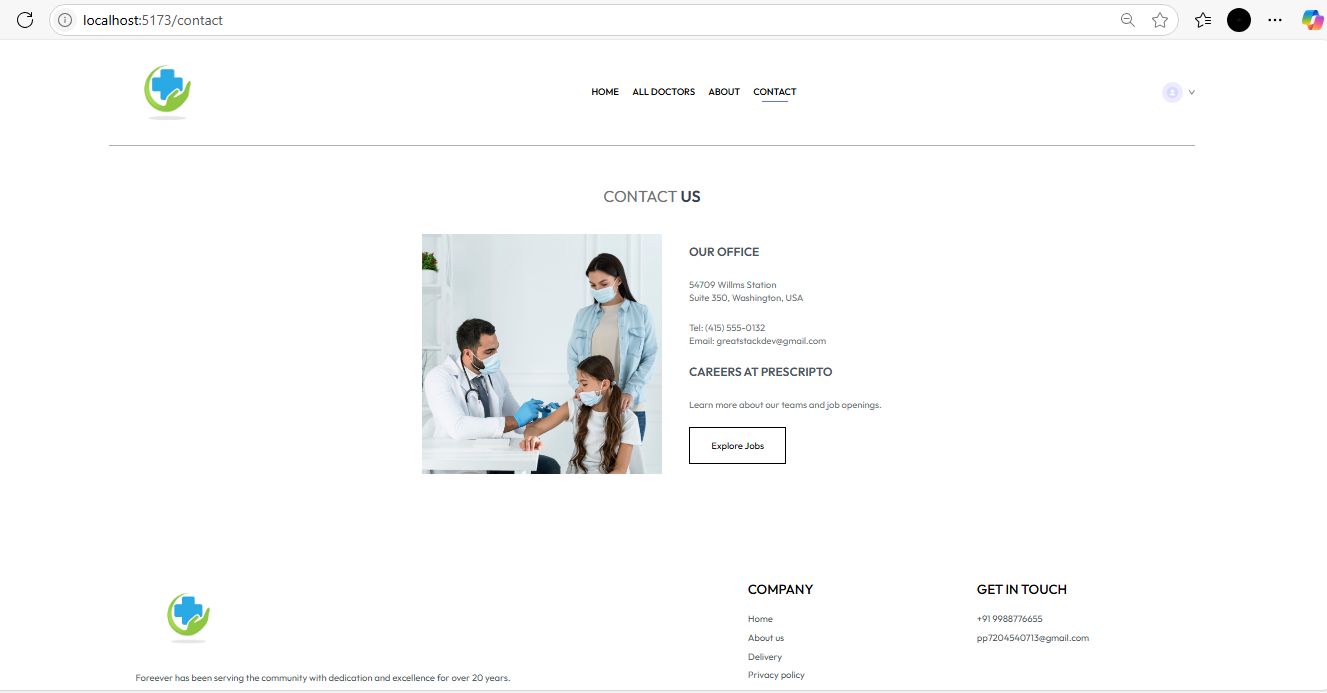 localhost:5173/contact
HOME ALL DOCTORS ABOUT CONTACT
CONTACT US
OUR OFFICE
54709 Willms Station
Suite 350, Washington, USA
Tel: (415) 555-0132
Email: greatstackdev@gmail.com
CAREERS AT PRESCRIPTO
Learn more about our teams and job openings.
Explore Jobs
Foreever has been serving the community with dedication and excellence for over 20 years.
COMPANY
Home
About us
Delivery
Privacy policy
GET IN TOUCH
+91 9988776655
pp7204540713@gmail.com